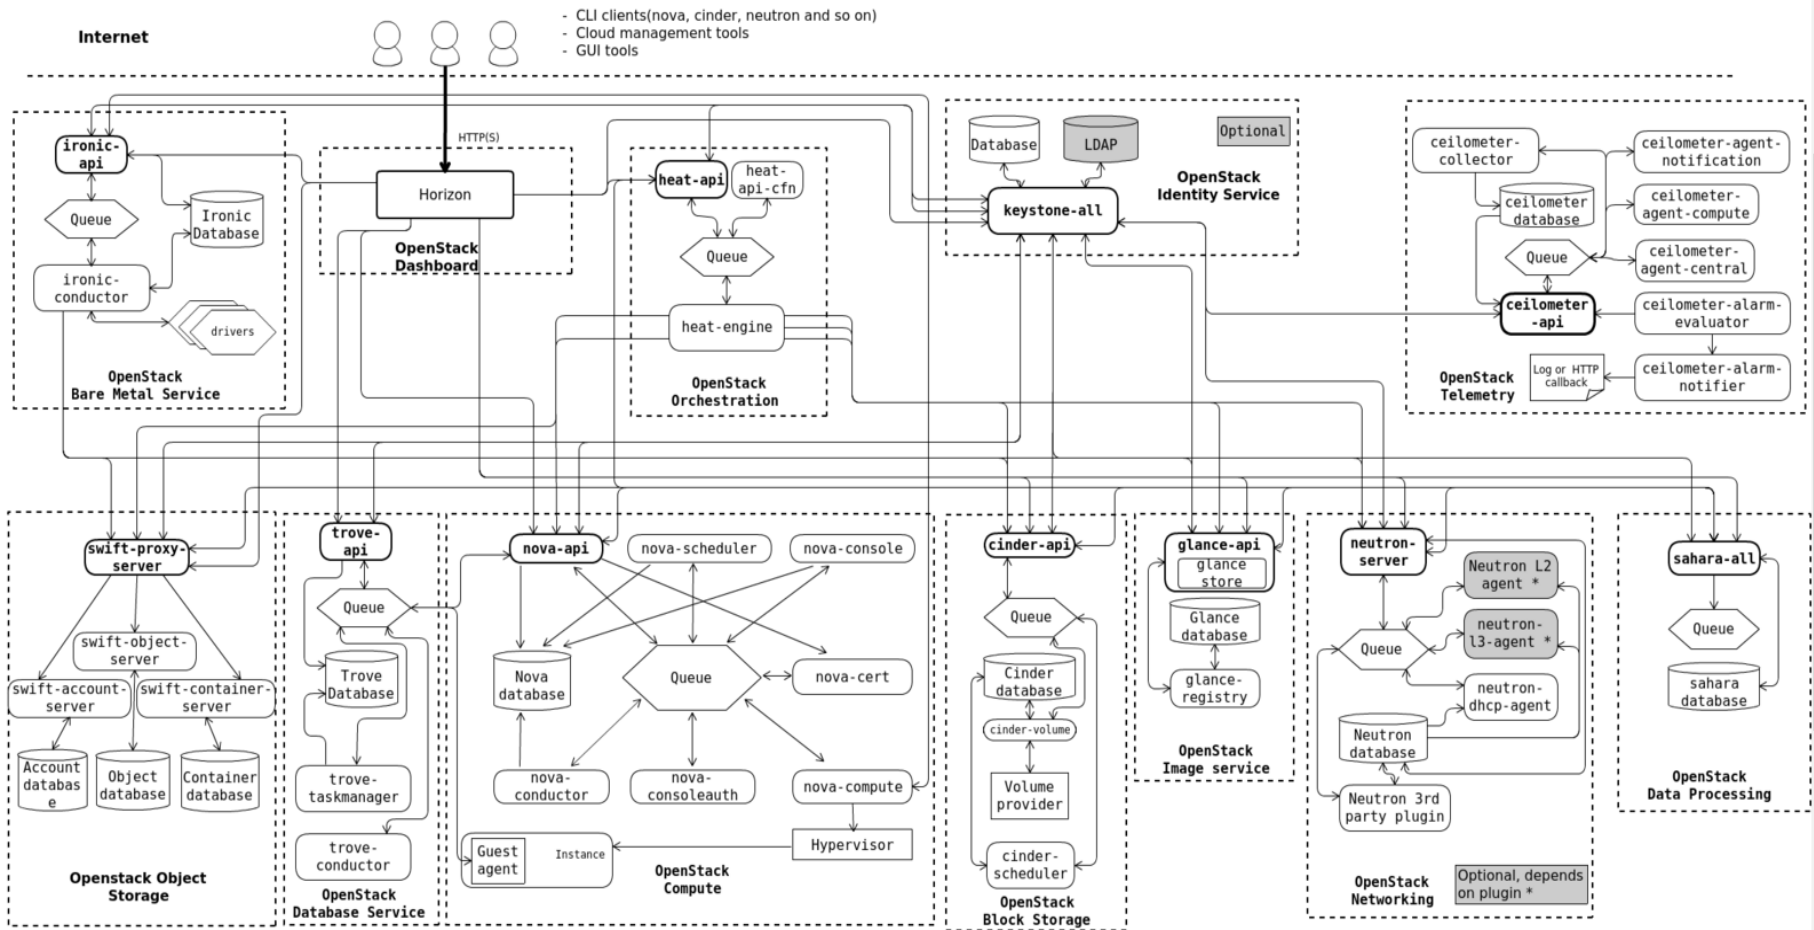 Internet
- CLI clients(nova, cinder, neutron and so on)
- Cloud management tools
- GUI tools
HTTP(S)
ironic-
api
Queue
Ironic
Database
ironic-
conductor
drivers
OpenStack
Bare Metal Service
Horizon
OpenStack
Dashboard
heat-api
heat-
api-cfn
Queue
heat-engine
OpenStack
Orchestration
Database
LDAP
Optional
OpenStack
Identity Service
keystone-all
ceilometer-
collector
ceilometer-agent-
notification
ceilometer
database
ceilometer-
agent-compute
Queue
ceilometer-
agent-central
ceilometer
-api
ceilometer-alarm-
evaluator
Log or HTTP
callback
ceilometer-alarm-
notifier
OpenStack
Telemetry
swift-proxy-
server
swift-object-
server
swift-account-
server
swift-container-
server
Account
databas
e
Object
database
Container
database
Openstack Object
Storage
trove-
api
Queue
Trove
Database
trove-
taskmanager
trove-
conductor
OpenStack
Database Service
nova-api
nova-scheduler
nova-console
Nova
database
Queue
nova-cert
nova-
conductor
nova-
consoleauth
nova-compute
Hypervisor
Guest
agent
Instance
OpenStack
Compute
cinder-api
Queue
Cinder
database
cinder-volume
Volume
provider
cinder-
scheduler
OpenStack
Block Storage
glance-api
glance
store
Glance
database
glance-
registry
OpenStack
Image service
neutron-
server
Neutron L2
agent *
neutron-
l3-agent *
Queue
neutron-
dhcp-agent
Neutron
database
Neutron 3rd
party plugin
OpenStack
Networking
Optional, depends
on plugin *
sahara-all
Queue
sahara
database
OpenStack
Data Processing